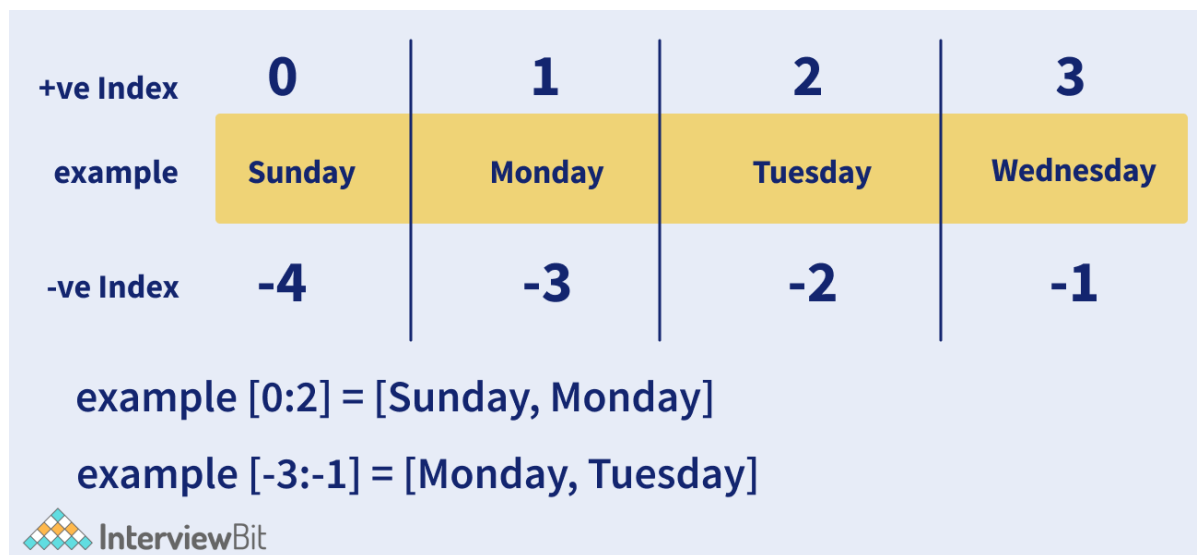 +ve Index 0 1 2 3
example Sunday Monday Tuesday Wednesday
-ve Index -4 -3 -2 -1
example [0:2] = [Sunday, Monday]
example [-3:-1] = [Monday, Tuesday]
InterviewBit